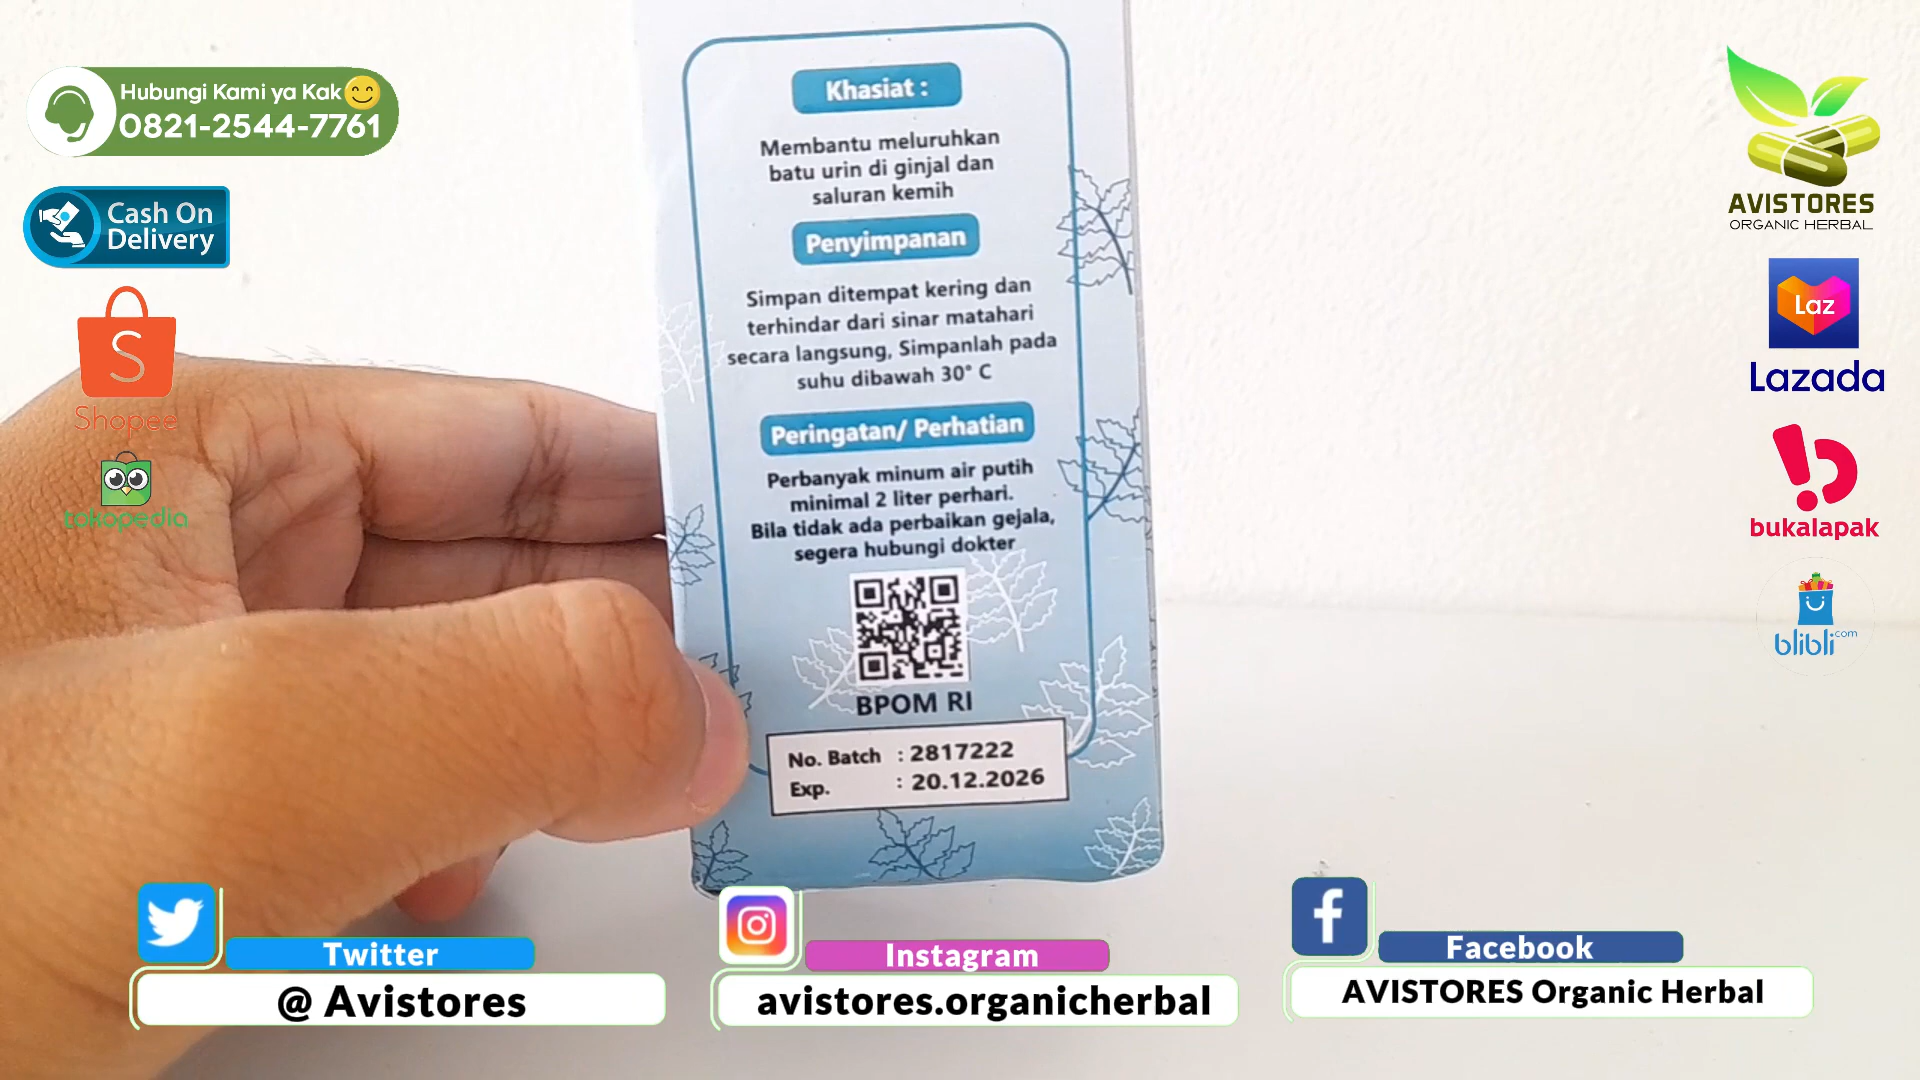 Hubungi Kami ya Kak
0821-2544-7761
Cash On
Delivery
S
Shopee
tokopedia
Khasiat :
Membantu meluruhkan
batu urin di ginjal dan
saluran kemih
Penyimpanan
Simpan ditempat kering dan
terhindar dari sinar matahari
secara langsung, Simpanlah pada
suhu dibawah 30° C
Peringatan/ Perhatian
Perbanyak minum air putih
minimal 2 liter perhari.
Bila tidak ada perbaikan gejala,
segera hubungi dokter
BPOM RI
No. Batch : 2817222
Exp. : 20.12.2026
AVISTORES
ORGANIC HERBAL
Laz
Lazada
bukalapak
blibli.com
Twitter
@ Avistores
Instagram
avistores.organicherbal
Facebook
AVISTORES Organic Herbal